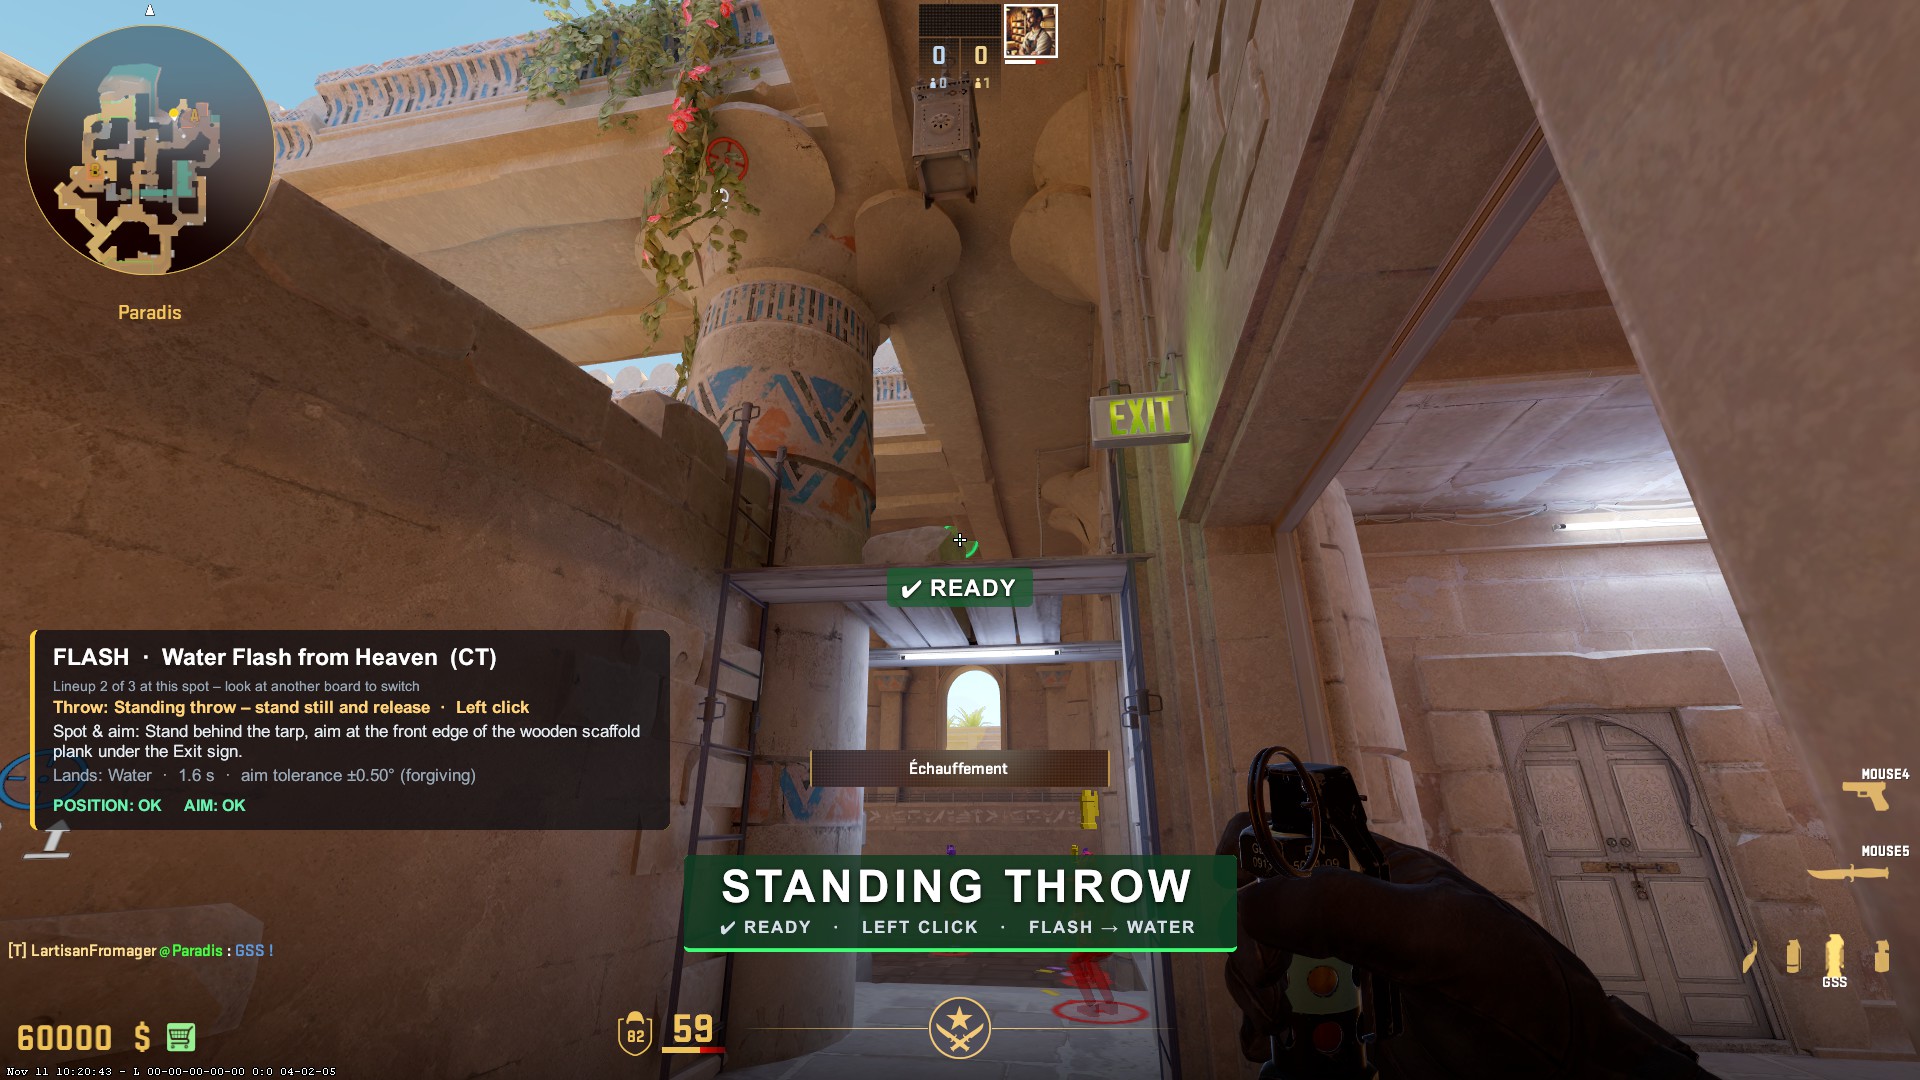 0 0
0 1
A
B
Paradis
EXIT
✔ READY
FLASH · Water Flash from Heaven (CT)
Lineup 2 of 3 at this spot – look at another board to switch
Throw: Standing throw – stand still and release · Left click
Spot & aim: Stand behind the tarp, aim at the front edge of the wooden scaffold
plank under the Exit sign.
Lands: Water · 1.6 s · aim tolerance ±0.50° (forgiving)
POSITION: OK AIM: OK
Échauffement
MOUSE4
MOUSE5
STANDING THROW
✔ READY · LEFT CLICK · FLASH → WATER
[T] LartisanFromager@Paradis : GSS !
GSS
60000 $
82
59
Nov 11 10:20:43 - L 00-00-00-00-00 0:0 04-02-05